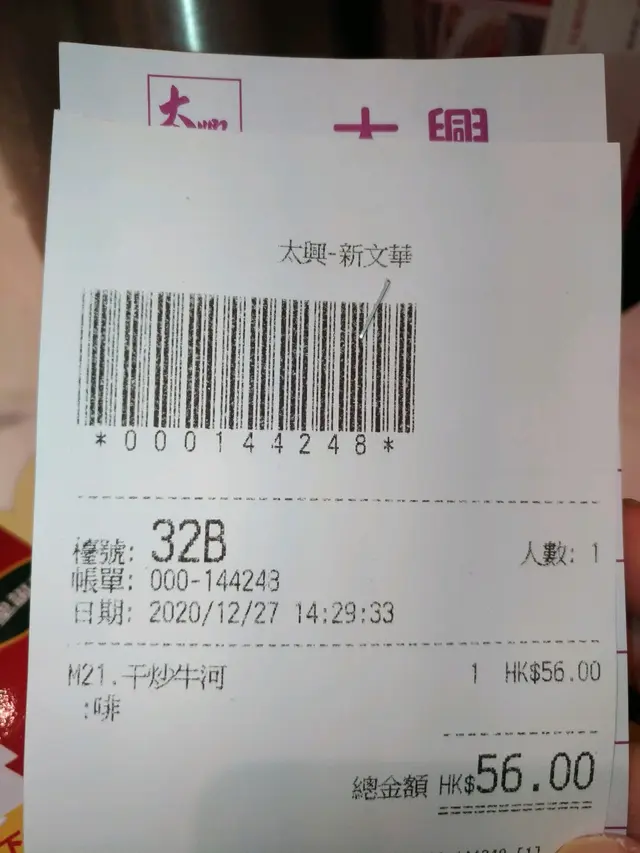 太興
太興-新文華
*000144248*
檯號: 32B 人數: 1
帳單: 000-144248
日期: 2020/12/27 14:29:33
M21.干炒牛河 1 HK$56.00
:啡
總金額 HK$56.00